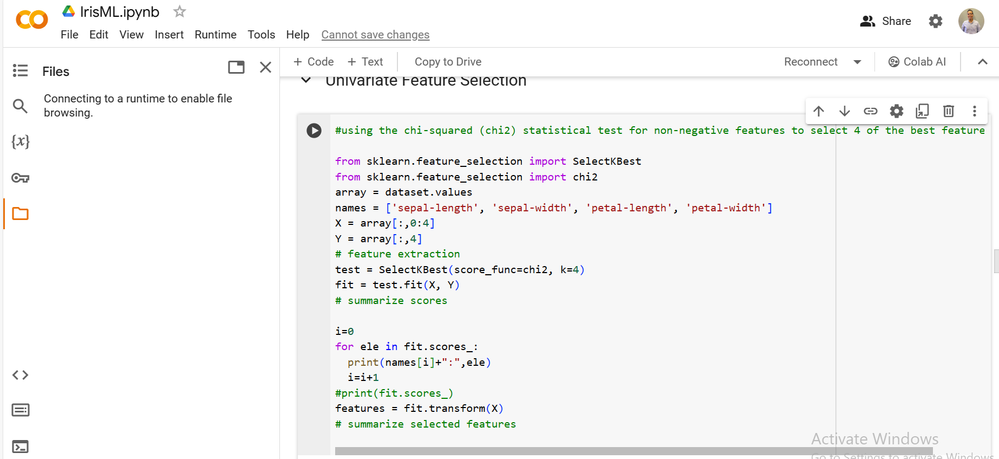 IrisML.ipynb
File Edit View Insert Runtime Tools Help Cannot save changes
Share
Files
Connecting to a runtime to enable file
browsing.
{x}
+ Code + Text Copy to Drive
Reconnect
Colab AI
Univariate Feature Selection
#using the chi-squared (chi2) statistical test for non-negative features to select 4 of the best feature
from sklearn.feature_selection import SelectKBest
from sklearn.feature_selection import chi2
array = dataset.values
names = ['sepal-length', 'sepal-width', 'petal-length', 'petal-width']
X = array[:,0:4]
Y = array[:,4]
# feature extraction
test = SelectKBest(score_func=chi2, k=4)
fit = test.fit(X, Y)
# summarize scores
i=0
for ele in fit.scores_:
  print(names[i]+":",ele)
  i=i+1
#print(fit.scores_)
features = fit.transform(X)
# summarize selected features
Activate Windows
Go to Settings to activate Windows